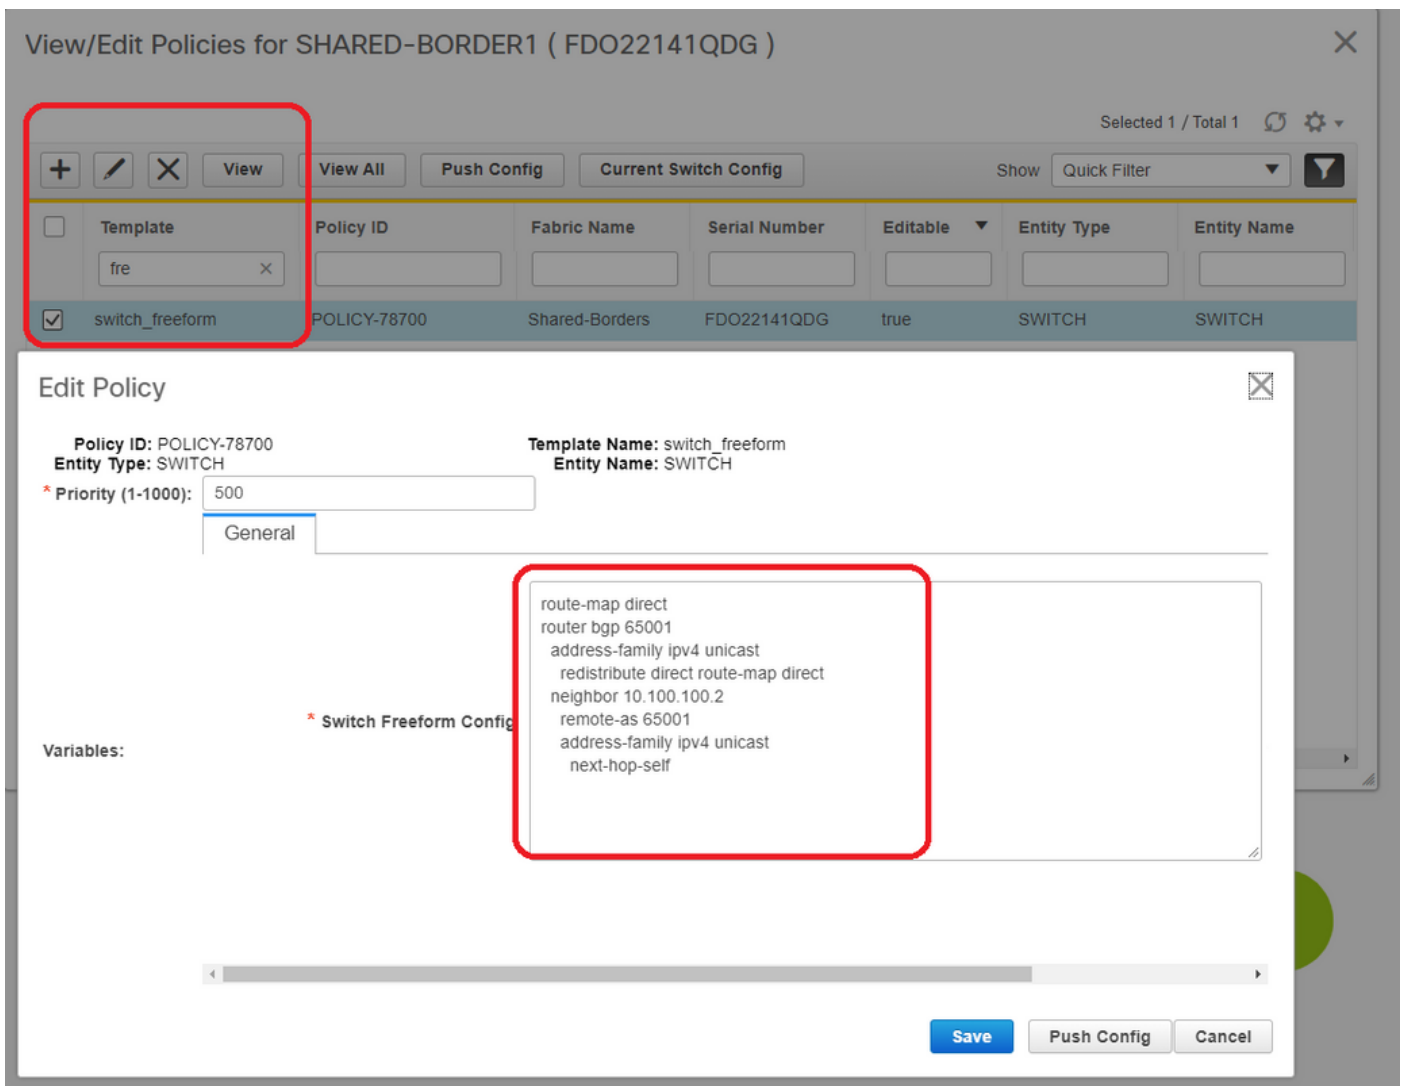 View/Edit Policies for SHARED-BORDER1 ( FDO22141QDG )
Selected 1 / Total 1
View View All Push Config Current Switch Config Show Quick Filter
Template Policy ID Fabric Name Serial Number Editable Entity Type Entity Name
fre
switch_freeform POLICY-78700 Shared-Borders FDO22141QDG true SWITCH SWITCH
Edit Policy
Policy ID: POLICY-78700 Template Name: switch_freeform
Entity Type: SWITCH Entity Name: SWITCH
* Priority (1-1000): 500
General
route-map direct
router bgp 65001
address-family ipv4 unicast
redistribute direct route-map direct
neighbor 10.100.100.2
remote-as 65001
* Switch Freeform Config
address-family ipv4 unicast
Variables:
next-hop-self
Save Push Config Cancel